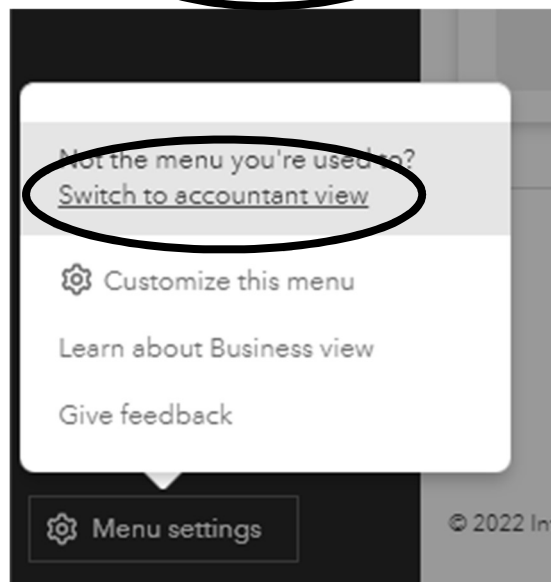 Not the menu you're used to?
Switch to accountant view
Customize this menu
Learn about Business view
Give feedback
Menu settings
© 2022